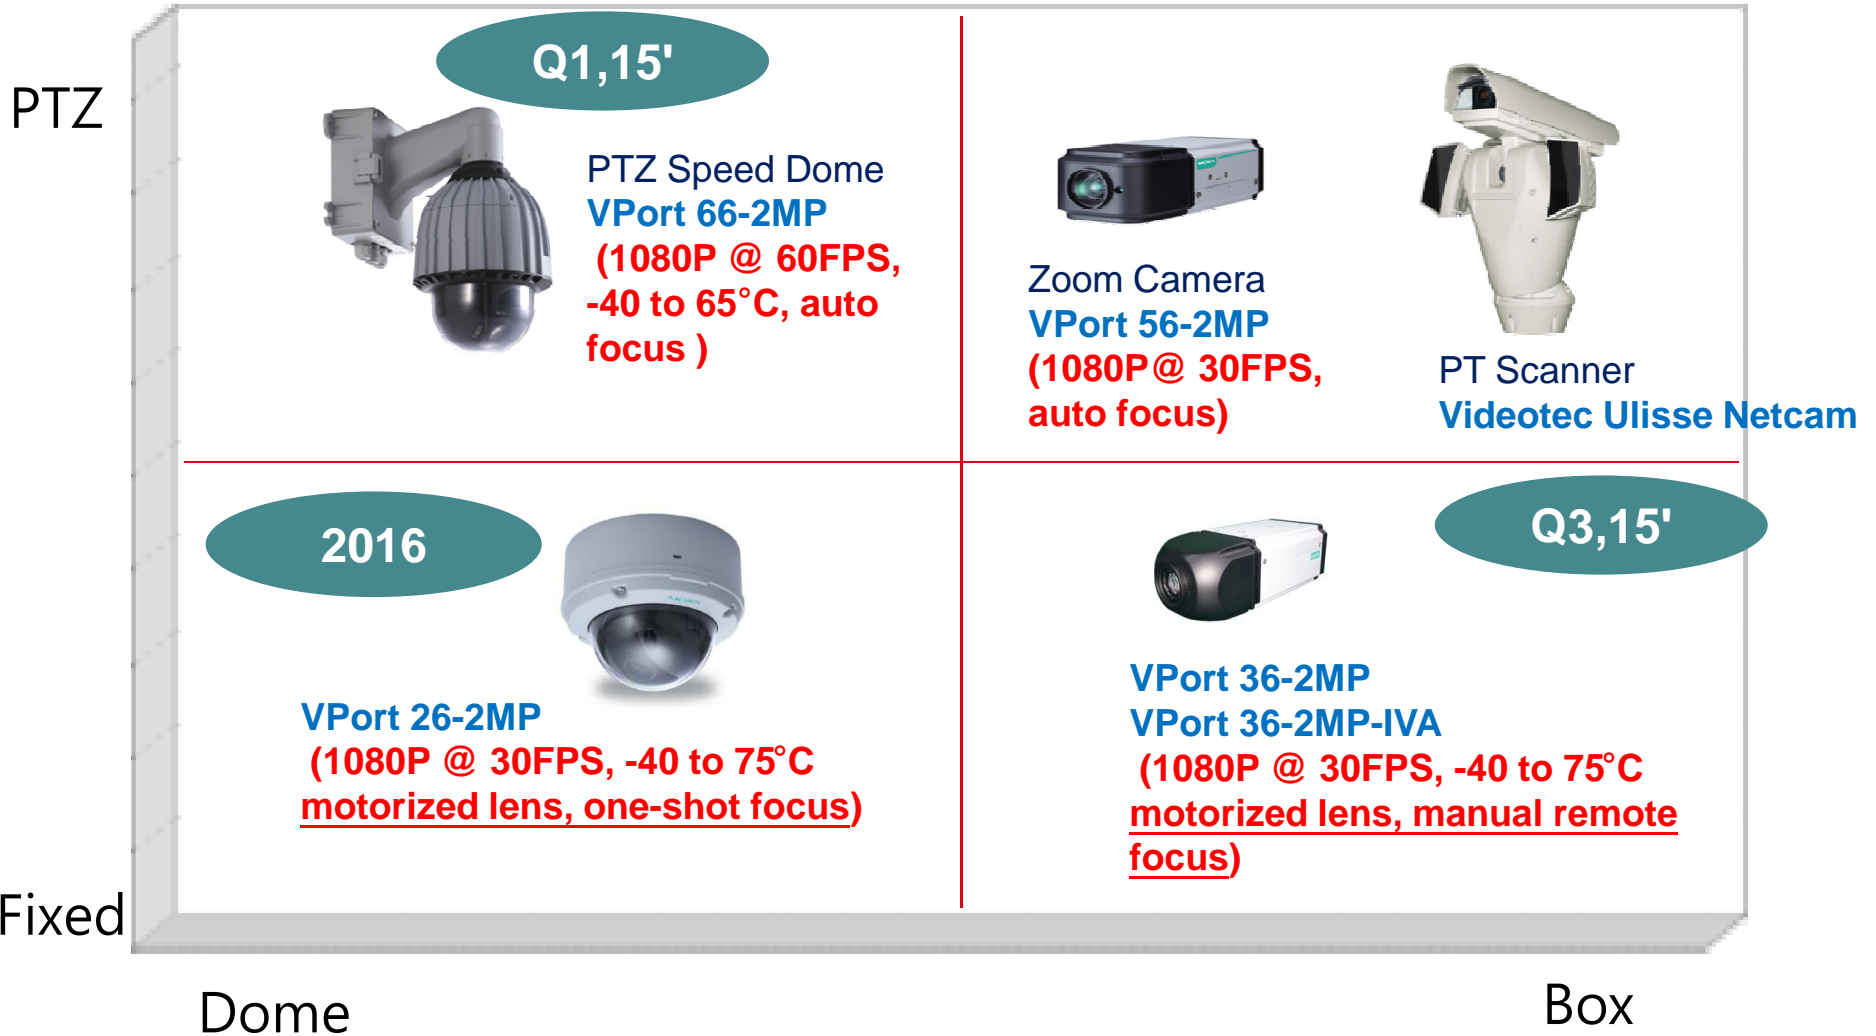 PTZ
Q1,15'
PTZ Speed Dome
VPort 66-2MP
(1080P @ 60FPS,
-40 to 65°C, auto
focus )
Zoom Camera
VPort 56-2MP
(1080P@ 30FPS,
auto focus)
PT Scanner
Videotec Ulisse Netcam
2016
VPort 26-2MP
(1080P @ 30FPS, -40 to 75°C
motorized lens, one-shot focus)
Q3,15'
VPort 36-2MP
VPort 36-2MP-IVA
(1080P @ 30FPS, -40 to 75°C
motorized lens, manual remote
focus)
Fixed
Dome
Box